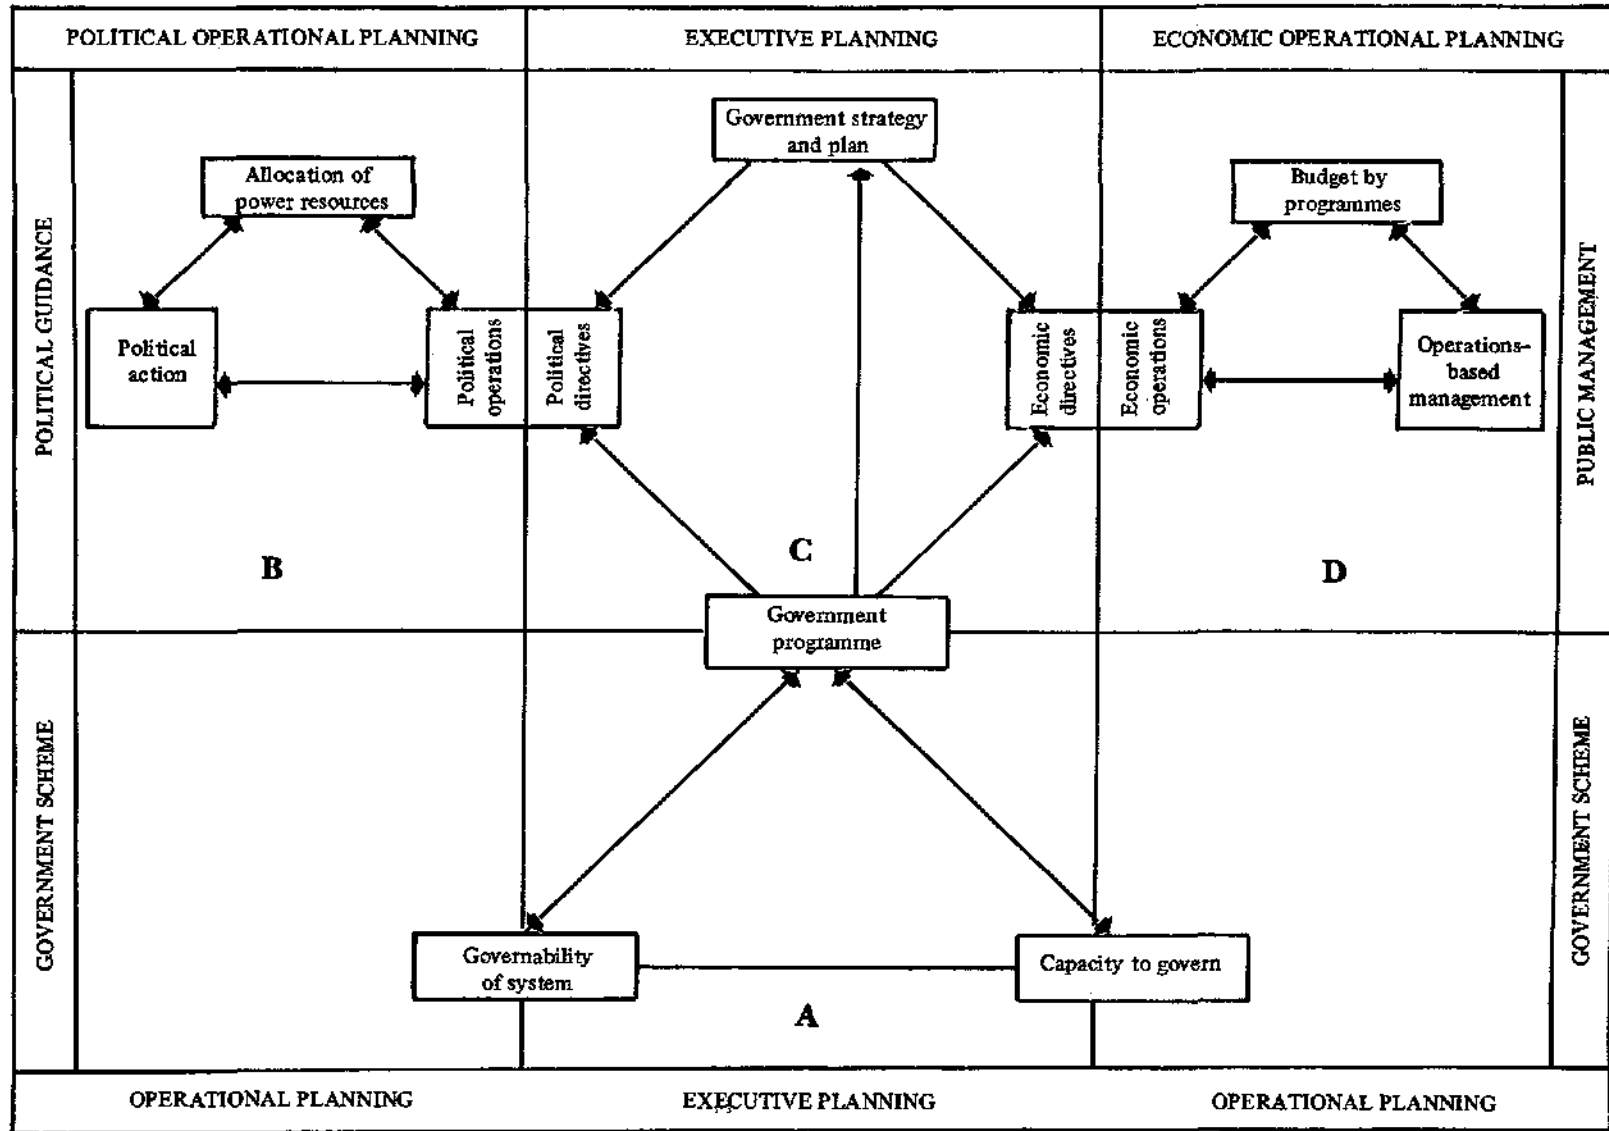 POLITICAL OPERATIONAL PLANNING
EXECUTIVE PLANNING
ECONOMIC OPERATIONAL PLANNING
Government strategy
and plan
Allocation of
power resources
Budget by
programmes
POLITICAL GUIDANCE
PUBLIC MANAGEMENT
Political
action
Political
operations
Political
directives
Economic
directives
Economic
operations
Operations-
based
management
B
C
D
Government
programme
GOVERNMENT SCHEME
GOVERNMENT SCHEME
Governability
of system
Capacity to govern
A
OPERATIONAL PLANNING
EXECUTIVE PLANNING
OPERATIONAL PLANNING